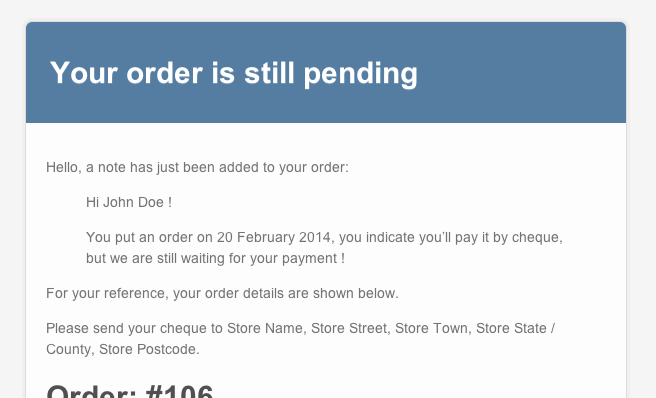 Your order is still pending
Hello, a note has just been added to your order:
Hi John Doe !
You put an order on 20 February 2014, you indicate you’ll pay it by cheque,
but we are still waiting for your payment !
For your reference, your order details are shown below.
Please send your cheque to Store Name, Store Street, Store Town, Store State /
County, Store Postcode.
Order: #106